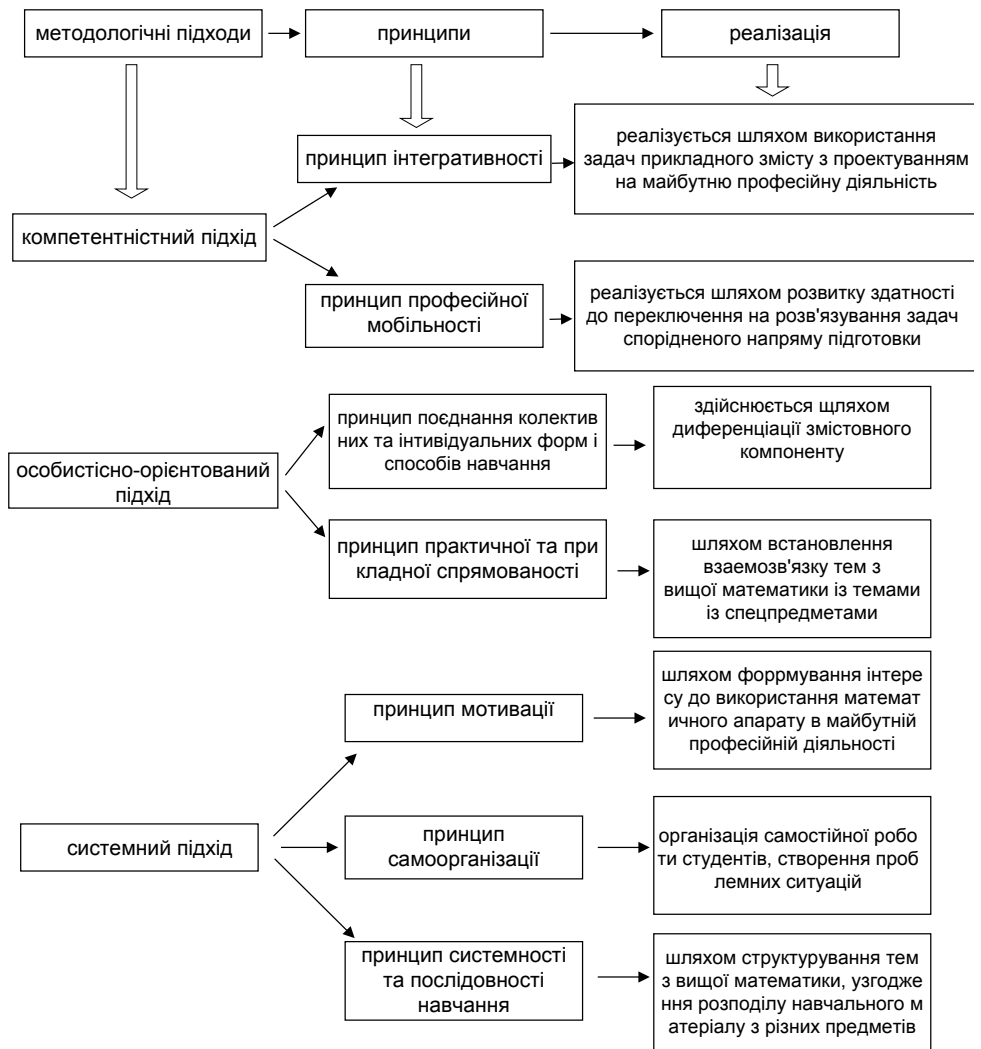 методологічні підходи
принципи
реалізація
принцип інтегративності
реалізується шляхом використання
задач прикладного змісту з проектуванням
на майбутню професійну діяльність
компетентністний підхід
принцип професійної
мобільності
реалізується шляхом розвитку здатності
до переключення на розв'язування задач
спорідненого напряму підготовки
особистісно-орієнтований
підхід
принцип поєднання колектив
них та інтивідуальних форм і
способів навчання
здійснюється щляхом
диференціації змістовного
компоненту
принцип практичної та при
кладної спрямованості
шляхом встановлення
взаемозв'язку тем з
вищої математики із темами
із спецпредметами
системний підхід
принцип мотивації
шляхом форрмування інтере
су до використання математ
ичного апарату в майбутній
професійній діяльності
принцип
самоорганізації
організація самостійної робо
ти студентів, створення проб
лемних ситуацій
принцип системності
та послідовності
навчання
шляхом структурування тем
з вищої математики, узгодже
ння розподілу навчального м
атеріалу з різних предметів